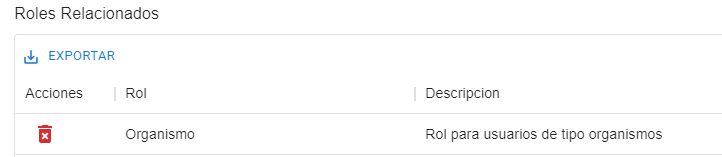 Roles Relacionados
EXPORTAR
Acciones Rol Descripcion
Organismo Rol para usuarios de tipo organismos